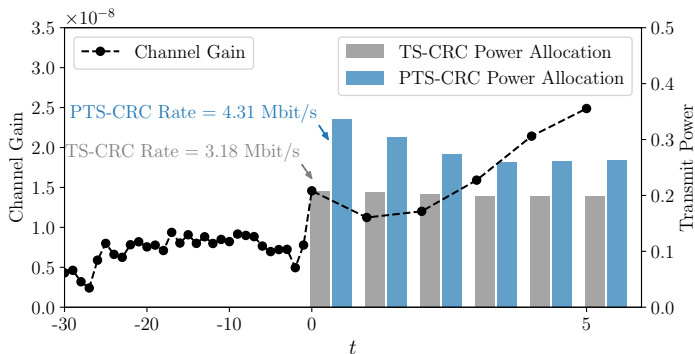 ×10⁻⁸
3.5
3.0
2.5
2.0
1.5
1.0
0.5
0.0
Channel Gain
Channel Gain
TS-CRC Power Allocation
PTS-CRC Power Allocation
PTS-CRC Rate = 4.31 Mbit/s
TS-CRC Rate = 3.18 Mbit/s
0.5
0.4
0.3
0.2
0.1
0.0
Transmit Power
-30
-20
-10
0
5
t